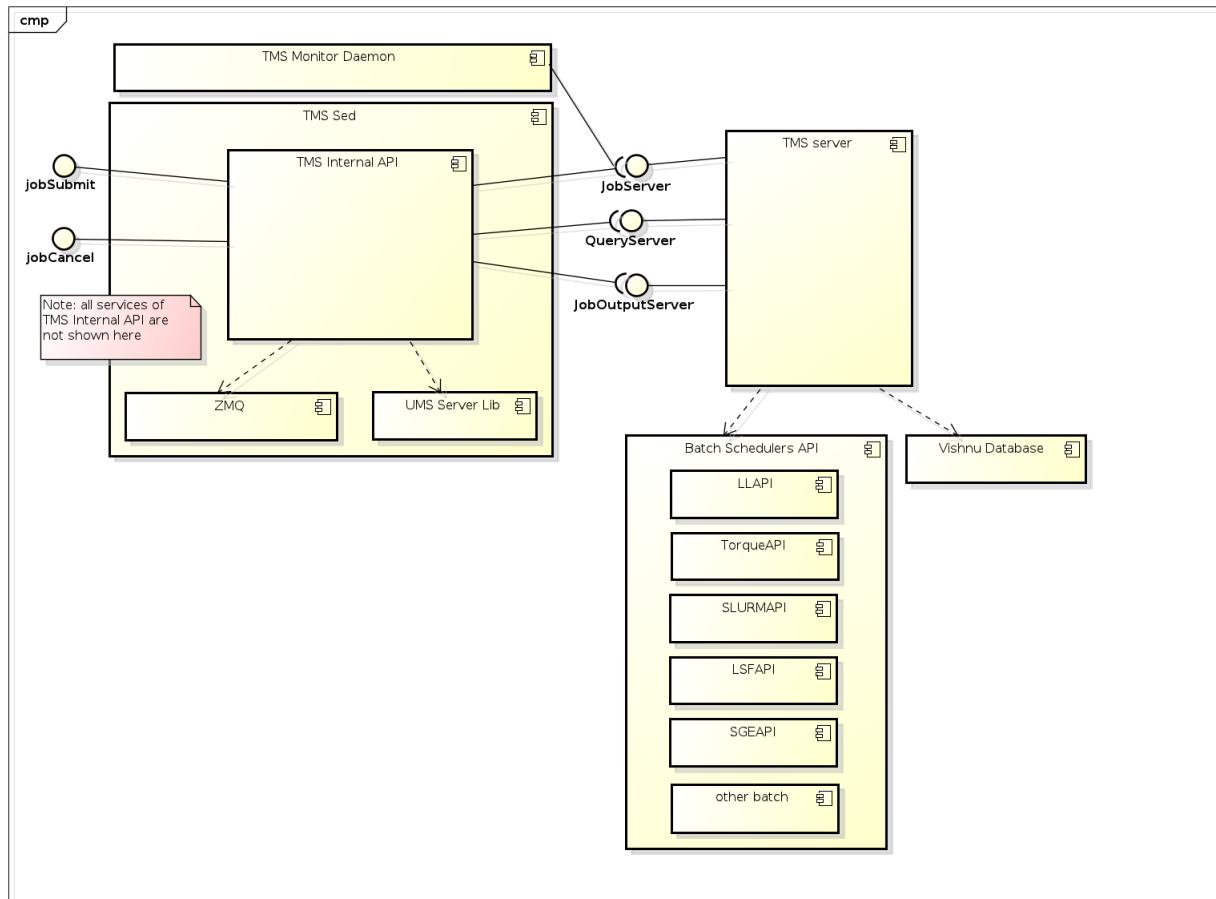 cmp
TMS Monitor Daemon
TMS Sed
TMS Internal API
TMS server
jobSubmit
JobServer
QueryServer
jobCancel
JobOutputServer
Note: all services of
TMS Internal API are
not shown here
ZMQ
UMS Server Lib
Batch Schedulers API
Vishnu Database
LLAPI
TorqueAPI
SLURMAPI
LSFAPI
SGEAPI
other batch